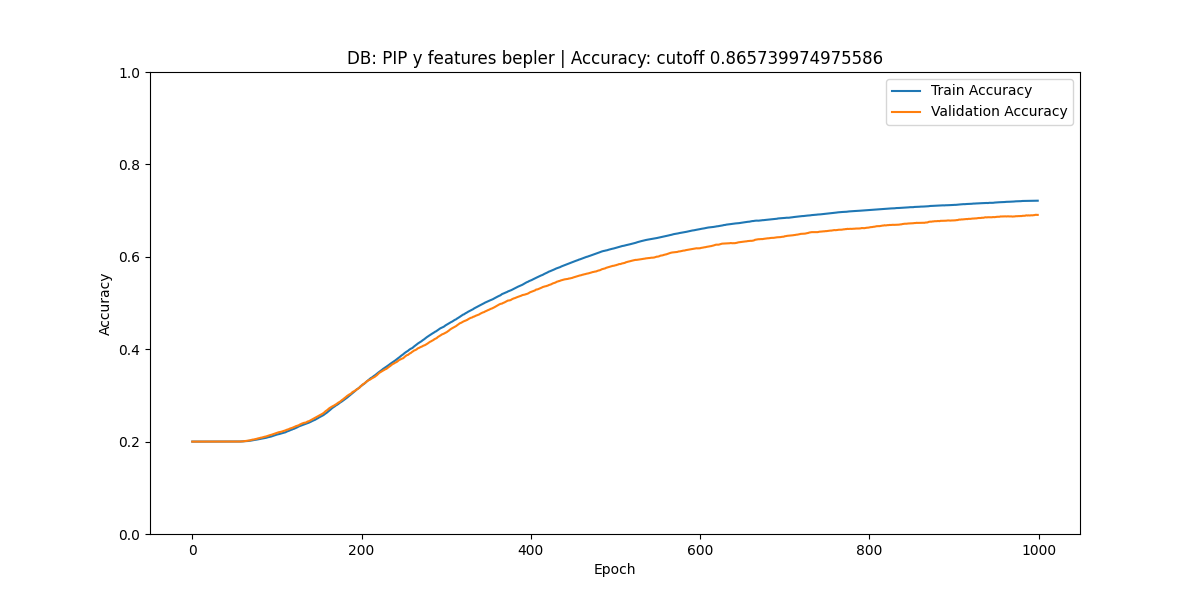 DB: PIP y features bepler | Accuracy: cutoff 0.865739974975586
1.0
0.8
0.6
0.4
0.2
0.0
Accuracy
Train Accuracy
Validation Accuracy
0 200 400 600 800 1000
Epoch